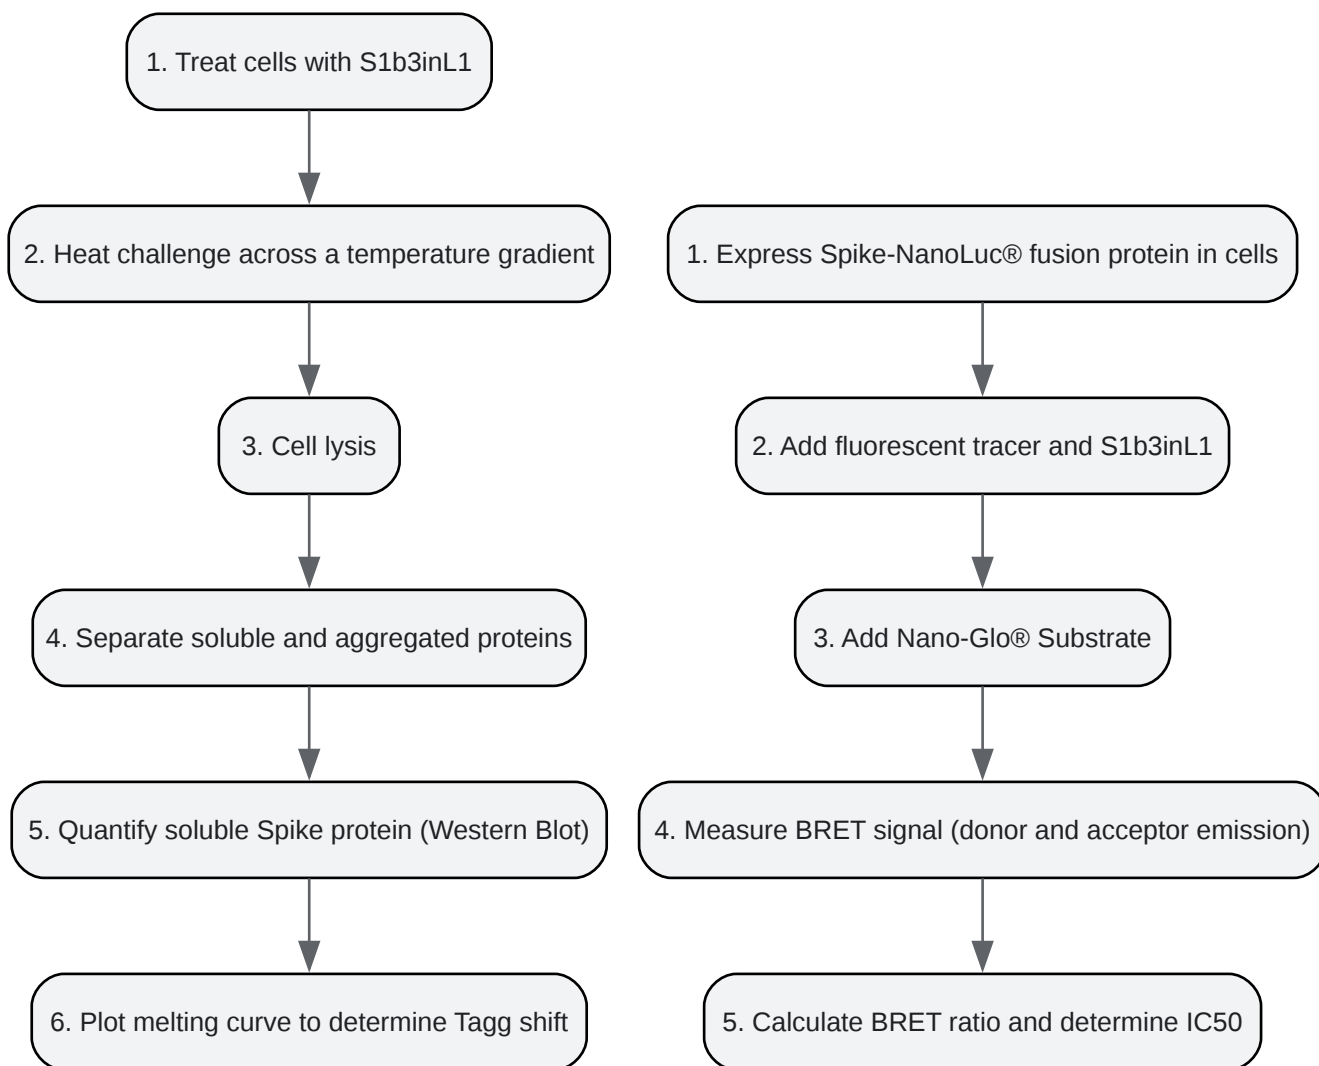 1. Treat cells with S1b3inL1
2. Heat challenge across a temperature gradient
3. Cell lysis
4. Separate soluble and aggregated proteins
5. Quantify soluble Spike protein (Western Blot)
6. Plot melting curve to determine Tagg shift
1. Express Spike-NanoLuc® fusion protein in cells
2. Add fluorescent tracer and S1b3inL1
3. Add Nano-Glo® Substrate
4. Measure BRET signal (donor and acceptor emission)
5. Calculate BRET ratio and determine IC50